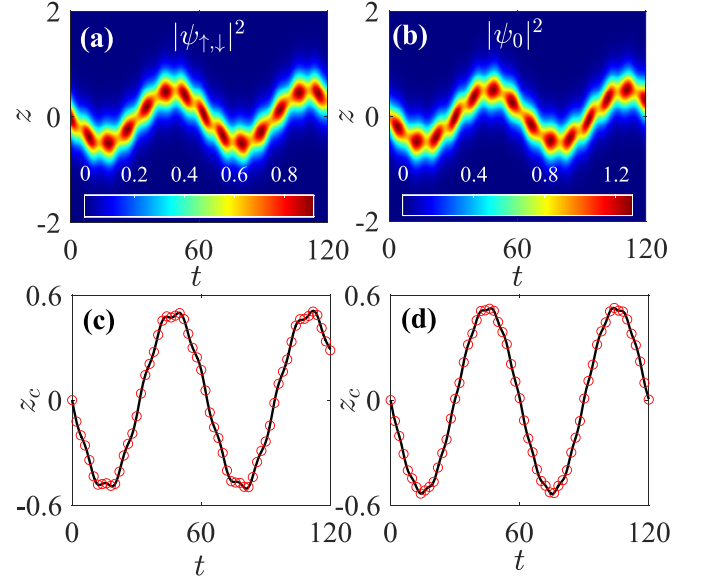 2 (a) |ψ↑,↓|² (b) |ψ0|²
z 0 z 0
0 0.2 0.4 0.6 0.8 0 0.4 0.8 1.2
-2 -2
0 60 120 0 60 120
t t
0.6 (c) 0.6 (d)
zc 0 zc 0
-0.6 -0.6
0 60 120 0 60 120
t t